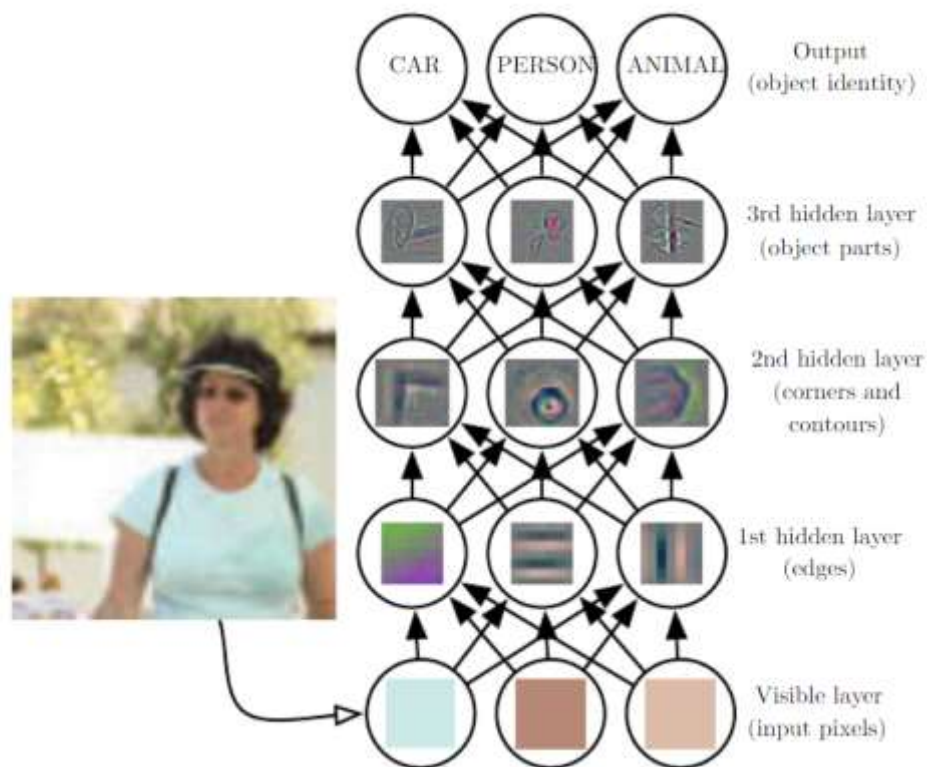 CAR PERSON ANIMAL
Output
(object identity)
3rd hidden layer
(object parts)
2nd hidden layer
(corners and
contours)
1st hidden layer
(edges)
Visible layer
(input pixels)